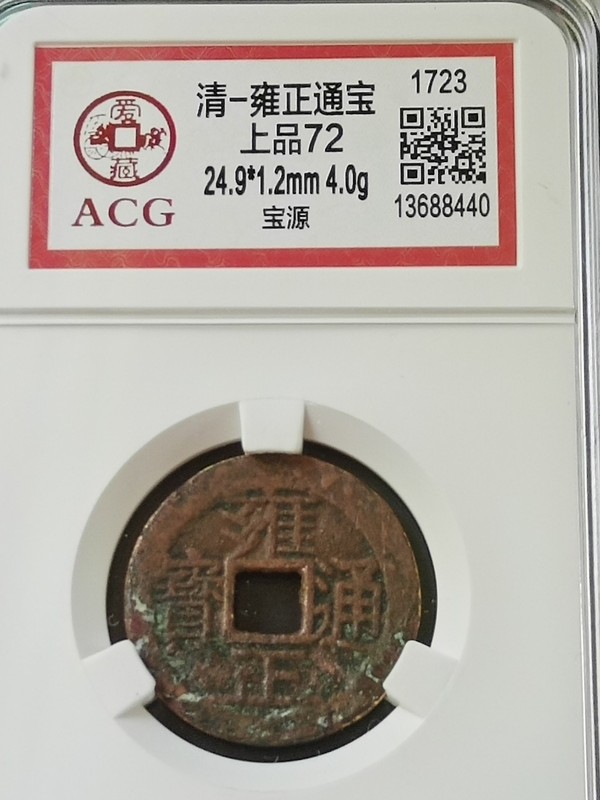 爱
藏
ACG
清-雍正通宝
上品72
24.9*1.2mm 4.0g
宝源
1723
13688440
雍
正
通
寶